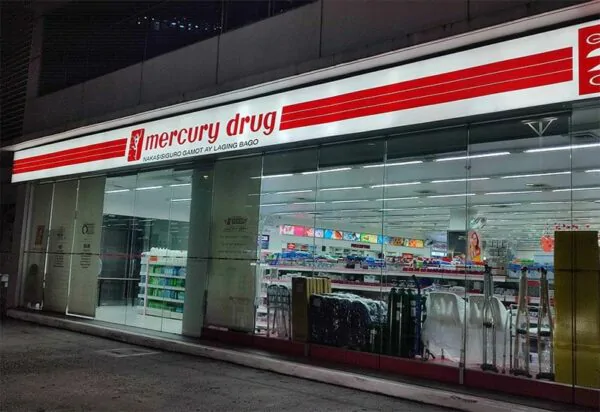 mercury drug
NAKASISIGURO GAMOT AY LAGING BAGO